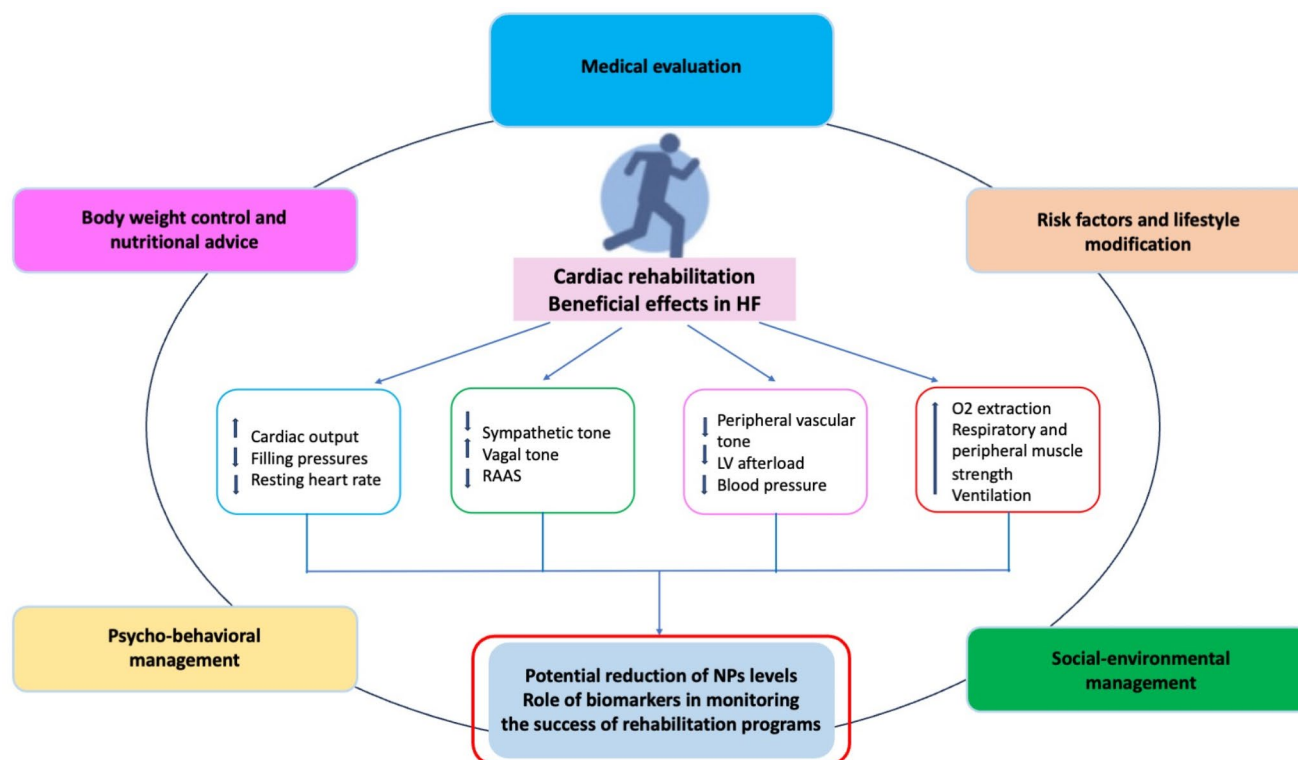 Medical evaluation
Body weight control and
nutritional advice
Risk factors and lifestyle
modification
Cardiac rehabilitation
Beneficial effects in HF
Cardiac output
Filling pressures
Resting heart rate
Sympathetic tone
Vagal tone
RAAS
Peripheral vascular
tone
LV afterload
Blood pressure
O2 extraction
Respiratory and
peripheral muscle
strength
Ventilation
Psycho-behavioral
management
Potential reduction of NPs levels
Role of biomarkers in monitoring
the success of rehabilitation programs
Social-environmental
management